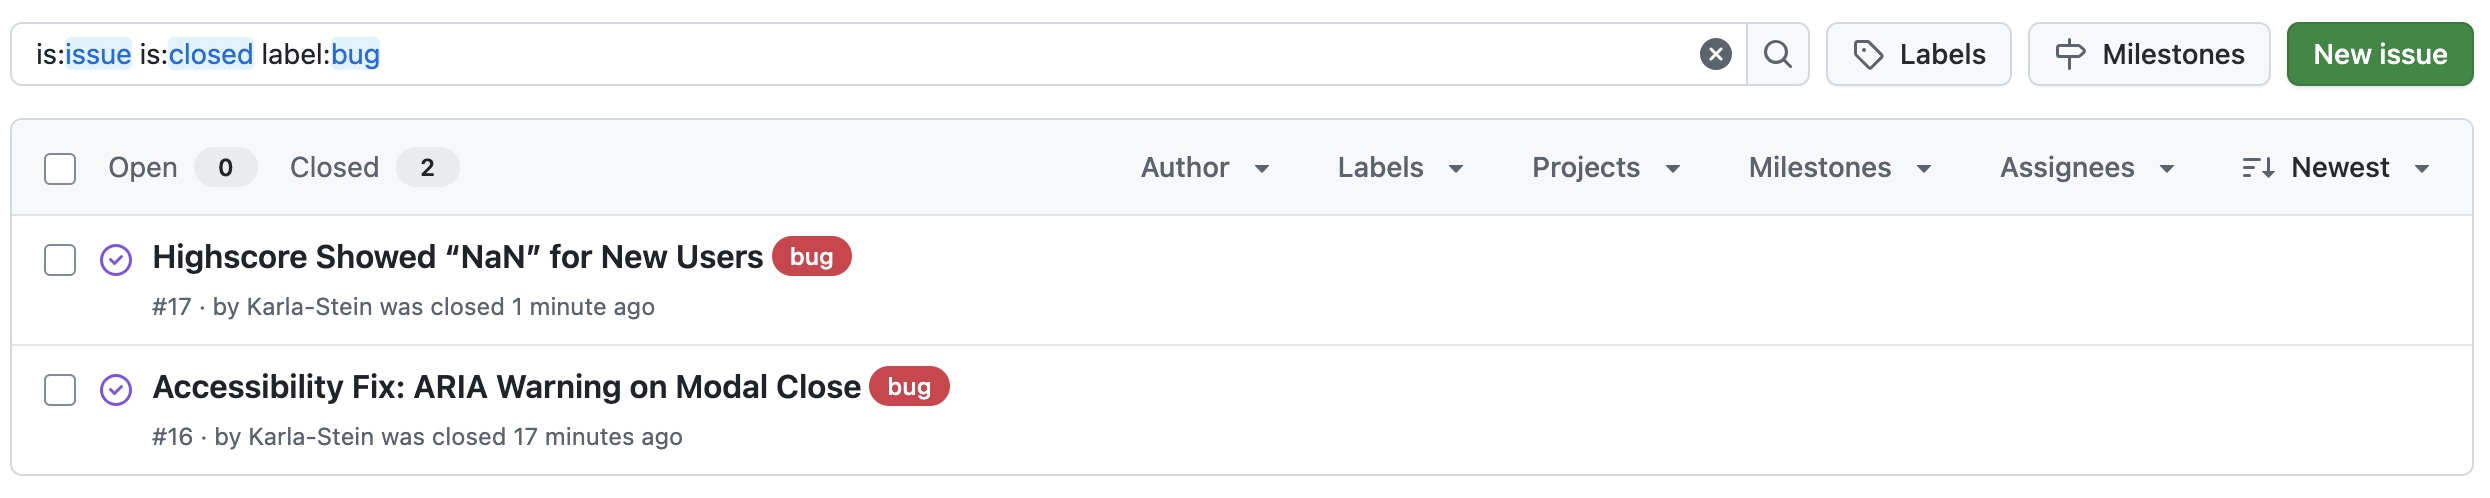 is:issue is:closed label:bug Labels Milestones New issue
Open 0 Closed 2 Author Labels Projects Milestones Assignees Newest
Highscore Showed “NaN” for New Users bug
#17 · by Karla-Stein was closed 1 minute ago
Accessibility Fix: ARIA Warning on Modal Close bug
#16 · by Karla-Stein was closed 17 minutes ago